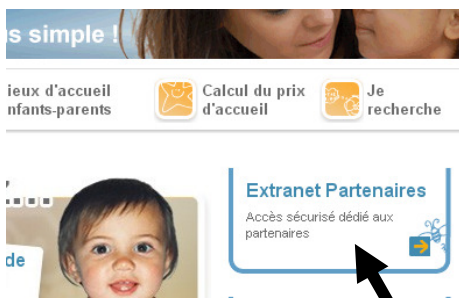 s simple !
ieux d'accueil
nfants-parents
Calcul du prix
d'accueil
Je
recherche
Extranet Partenaires
Accès sécurisé dédié aux
partenaires
de